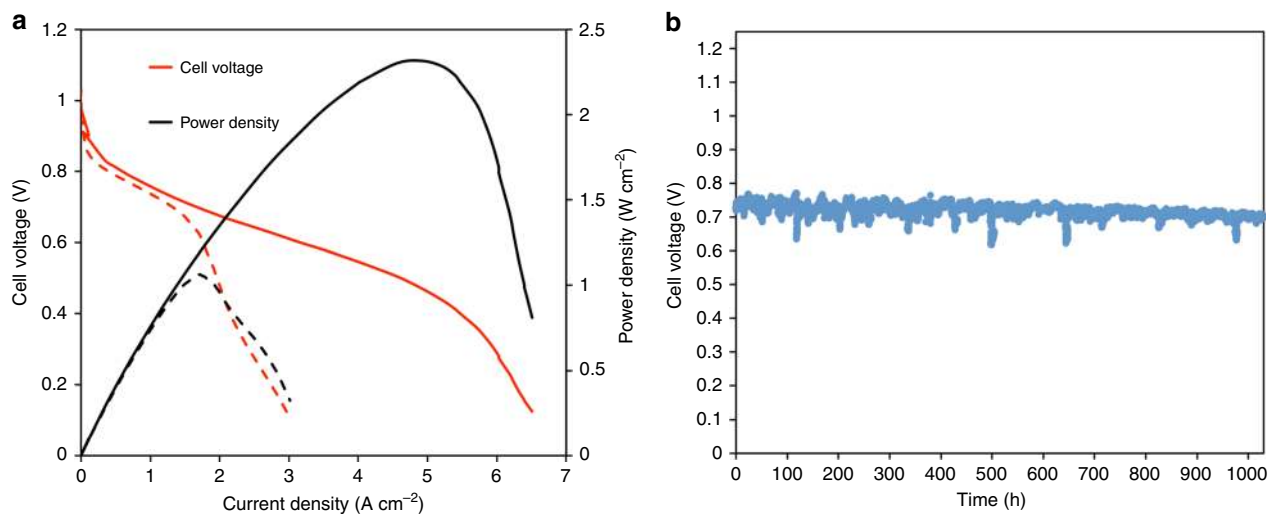 a
1.2
1
0.8
0.6
0.4
0.2
0
Cell voltage (V)
Cell voltage
Power density
2.5
2
1.5
1
0.5
0
Power density (W cm⁻²)
0 1 2 3 4 5 6 7
Current density (A cm⁻²)
b
1.2
1.1
1
0.9
0.8
0.7
0.6
0.5
0.4
0.3
0.2
0.1
0
Cell voltage (V)
0 100 200 300 400 500 600 700 800 900 1000
Time (h)